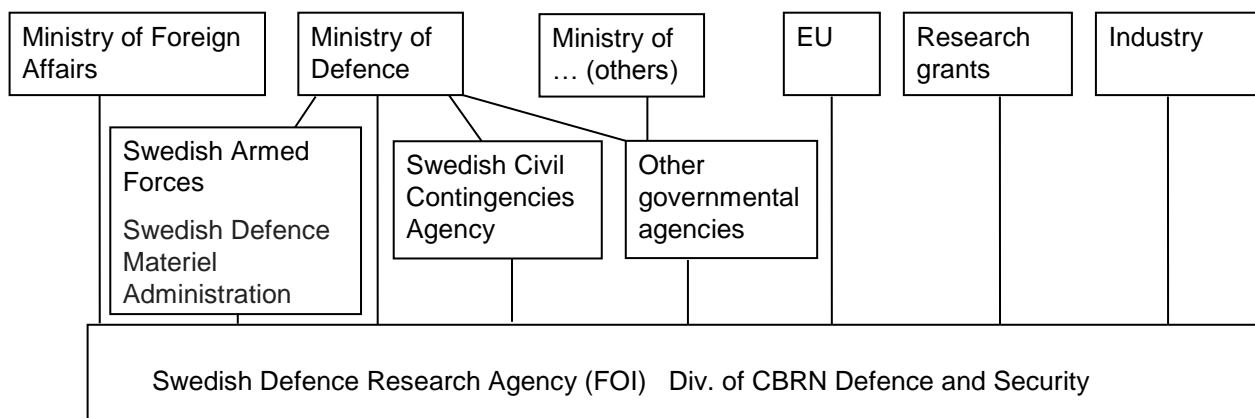 Ministry of Foreign
Affairs
Ministry of
Defence
Ministry of
… (others)
EU
Research
grants
Industry
Swedish Armed
Forces
Swedish Defence
Materiel
Administration
Swedish Civil
Contingencies
Agency
Other
governmental
agencies
Swedish Defence Research Agency (FOI) Div. of CBRN Defence and Security